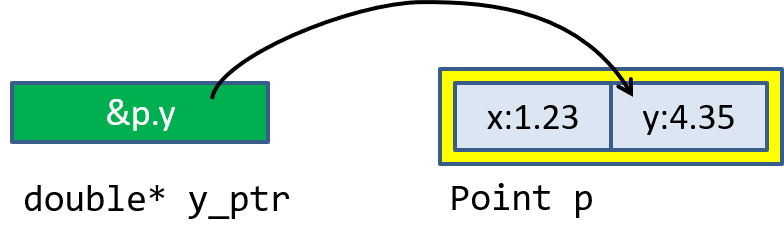 &p.y
x:1.23 y:4.35
double* y_ptr
Point p